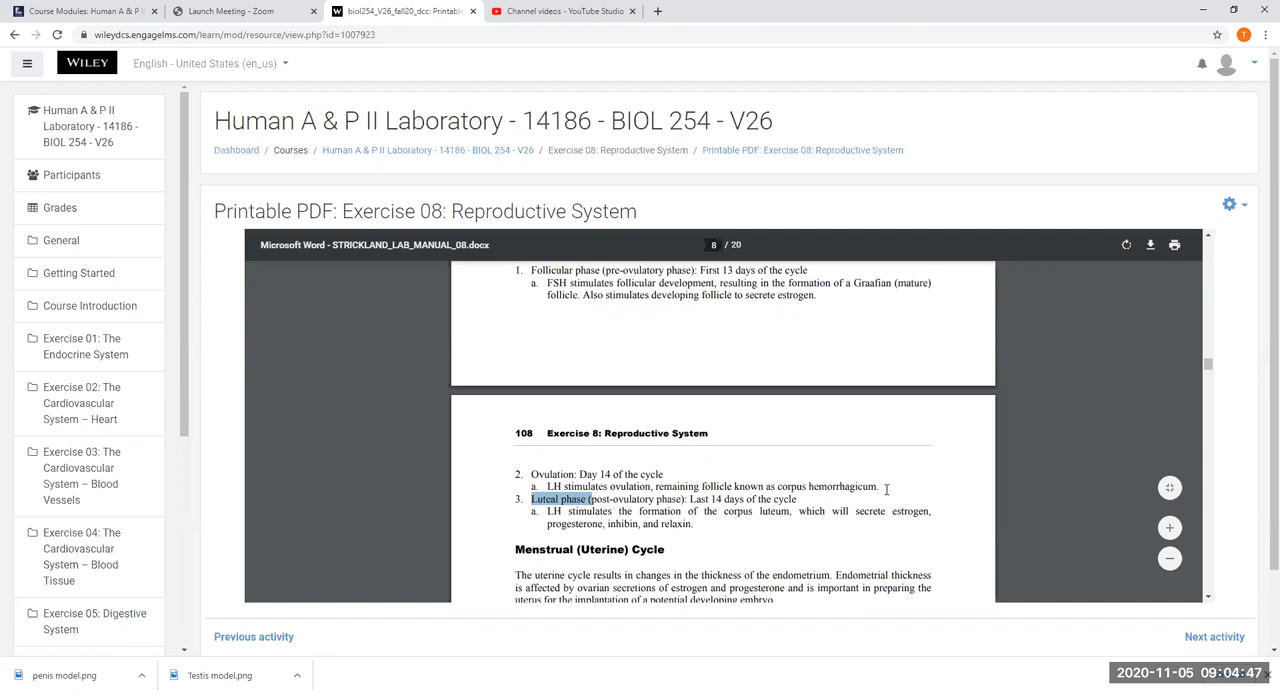 Course Modules: Human A & P II
Launch Meeting - Zoom
biol254_V26_fall20_dcc: Printable
Channel videos - YouTube Studio
wileydcs.engagelms.com/learn/mod/resource/view.php?id=1007923
T
WILEY
English - United States (en_us)
Human A & P II
Laboratory - 14186 -
BIOL 254 - V26
Participants
Grades
General
Getting Started
Course Introduction
Exercise 01: The
Endocrine System
Exercise 02: The
Cardiovascular
System – Heart
Exercise 03: The
Cardiovascular
System – Blood
Vessels
Exercise 04: The
Cardiovascular
System – Blood
Tissue
Exercise 05: Digestive
System
Human A & P II Laboratory - 14186 - BIOL 254 - V26
Dashboard / Courses / Human A & P II Laboratory - 14186 - BIOL 254 - V26 / Exercise 08: Reproductive System / Printable PDF: Exercise 08: Reproductive System
Printable PDF: Exercise 08: Reproductive System
Microsoft Word - STRICKLAND_LAB_MANUAL_08.docx
8 / 20
1. Follicular phase (pre-ovulatory phase): First 13 days of the cycle
a. FSH stimulates follicular development, resulting in the formation of a Graafian (mature)
follicle. Also stimulates developing follicle to secrete estrogen.
108 Exercise 8: Reproductive System
2. Ovulation: Day 14 of the cycle
a. LH stimulates ovulation, remaining follicle known as corpus hemorrhagicum.
3. Luteal phase (post-ovulatory phase): Last 14 days of the cycle
a. LH stimulates the formation of the corpus luteum, which will secrete estrogen,
progesterone, inhibin, and relaxin.
Menstrual (Uterine) Cycle
The uterine cycle results in changes in the thickness of the endometrium. Endometrial thickness
is affected by ovarian secretions of estrogen and progesterone and is important in preparing the
uterus for the implantation of a potential developing embryo.
Previous activity
Next activity
penis model.png
Testis model.png
2020-11-05 09:04:47